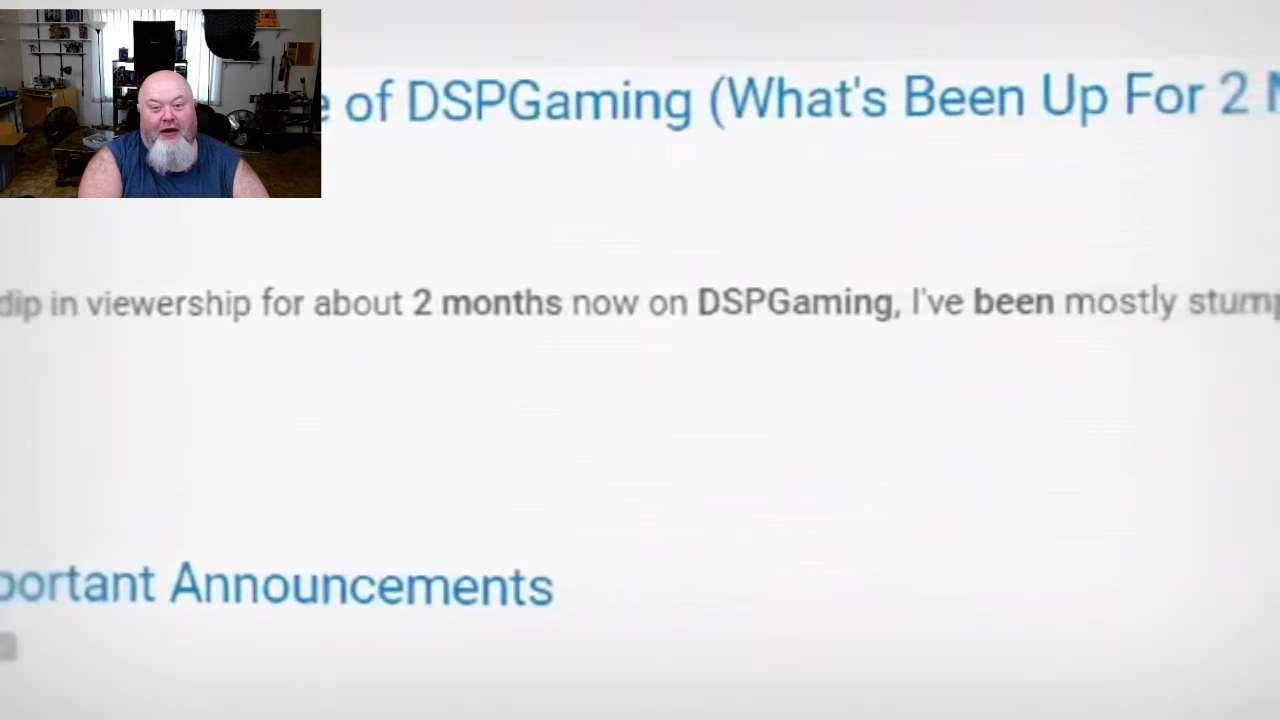 e of DSPGaming (What's Been Up For 2
dip in viewership for about 2 months now on DSPGaming, I've been mostly stump
portant Announcements